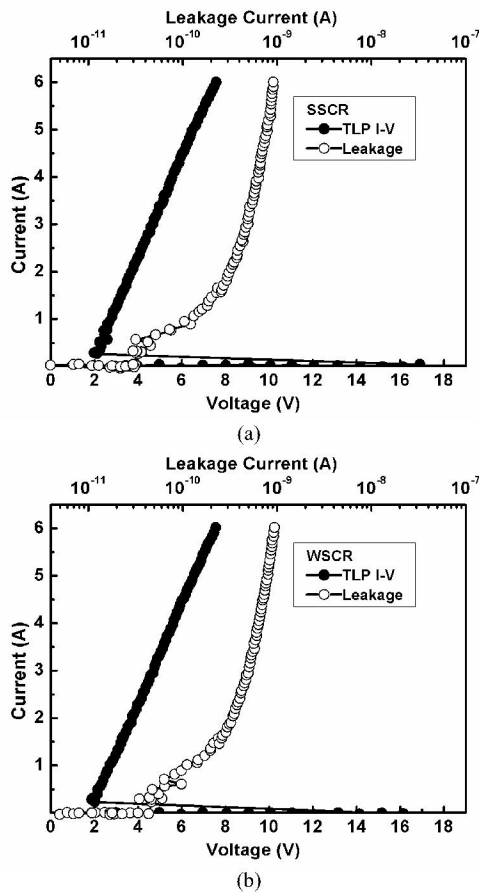 Leakage Current (A)
10-11 10-10 10-9 10-8 10-7
6
5
4
3
2
1
0
Current (A)
SSCR
TLP I-V
Leakage
0 2 4 6 8 10 12 14 16 18
Voltage (V)
(a)
Leakage Current (A)
10-11 10-10 10-9 10-8 10-7
6
5
4
3
2
1
0
Current (A)
WSCR
TLP I-V
Leakage
0 2 4 6 8 10 12 14 16 18
Voltage (V)
(b)